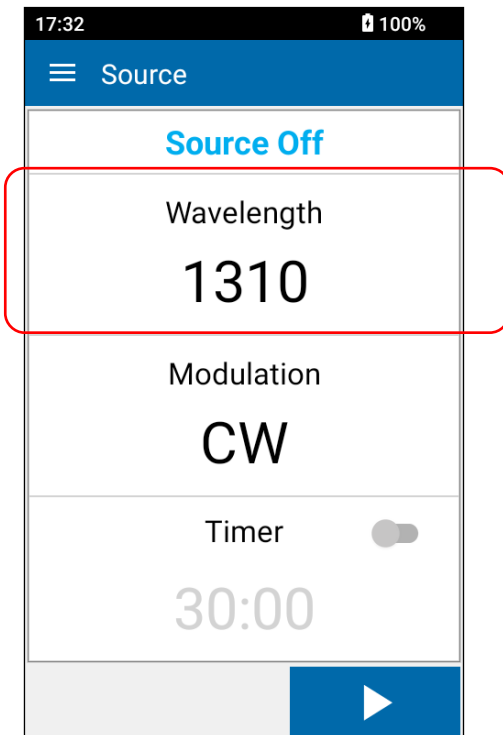 17:32 100%
Source
Source Off
Wavelength
1310
Modulation
CW
Timer
30:00